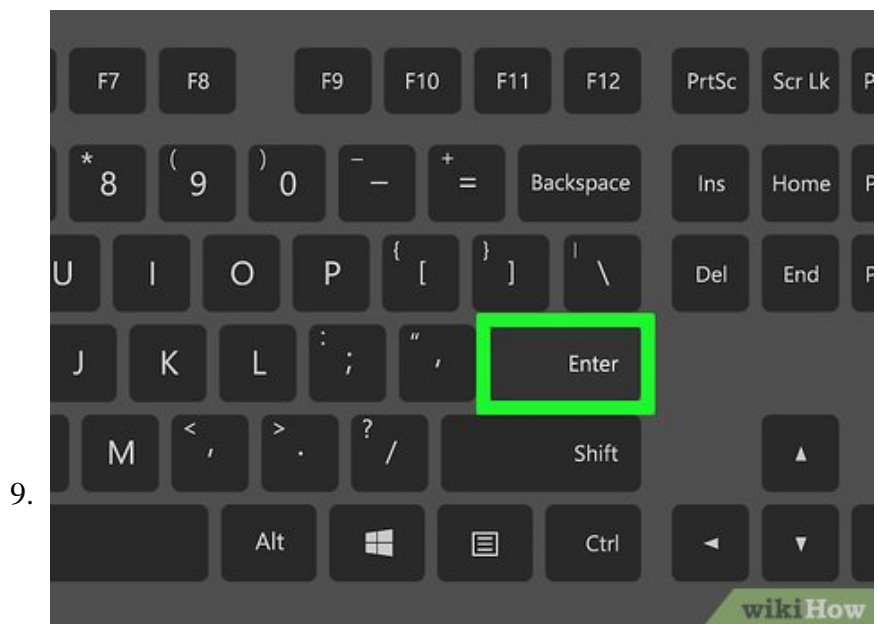 F7 F8 F9 F10 F11 F12 PrtSc Scr Lk P
* 8 ( 9 ) 0 – – + = Backspace Ins Home P
U I O P { [ } ] | \ Del End P
J K L : ; " ' Enter
M < , > . ? / Shift
9.
Alt Ctrl
wikiHow